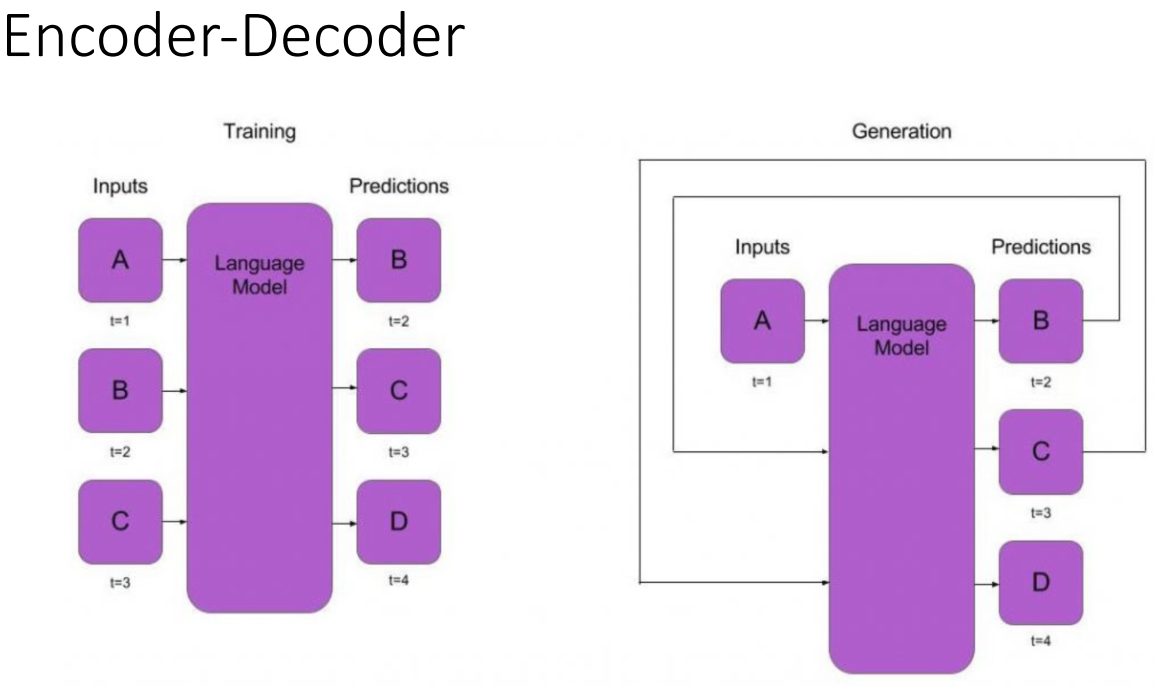 Encoder-Decoder
Training
Inputs
Predictions
A
Language
Model
B
t=1
t=2
B
C
t=2
t=3
C
D
t=3
t=4
Generation
Inputs
Predictions
A
Language
Model
B
t=1
t=2
C
t=3
D
t=4